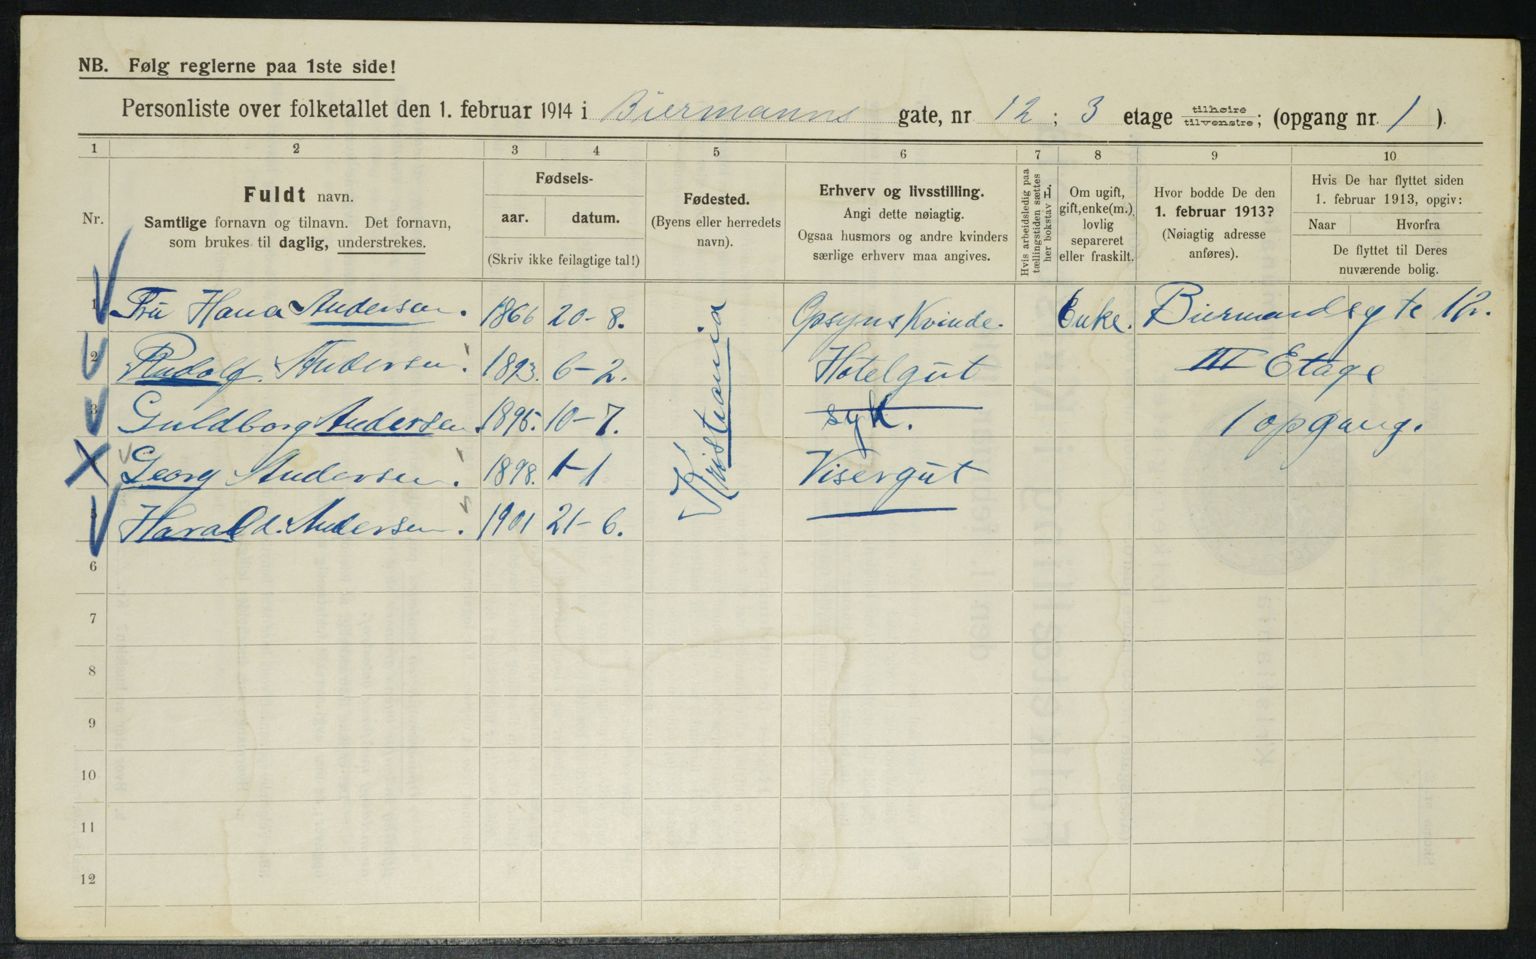 NB. Følg reglerne paa 1ste side!
Personliste over folketallet den 1. februar 1914 i Biermanns gate, nr 12 ; 3 etage tilhøire tilvenstre; (opgang nr 1 ).
1 2 3 4 5 6 7 8 9 10
Nr.
Fuldt navn.
Samtlige fornavn og tilnavn. Det fornavn,
som brukes til daglig, understrekes.
Fødsels-
aar. datum.
(Skriv ikke feilagtige tal!)
Fødested.
(Byens eller herredets
navn).
Erhverv og livsstilling.
Angi dette nøiagtig.
Ogsaa husmors og andre kvinders
særlige erhverv maa angives.
Hvis arbeidsledig paa
tællingstiden sættes
her bokstav L.
Om ugift,
gift, enke(m.),
lovlig
separeret
eller fraskilt.
Hvor bodde De den
1. februar 1913?
(Nøiagtig adresse
anføres).
Hvis De har flyttet siden
1. februar 1913, opgiv:
Naar Hvorfra
De flyttet til Deres
nuværende bolig.
1 Fru Hana Andersen. 1866 20-8. Kristiania Opsynskvinde. Enke. Biermandsgte 12.
2 Rudolf Andersen. 1893. 6-2. Hotelgut III Etage
3 Guldborg Andersen. 1895. 10-7. syk. 1 opgang.
Georg Andersen. 1898. 1-1 Visergut
5 Harald. Andersen. 1901 21-6.
6
7
8
9
10
11
12